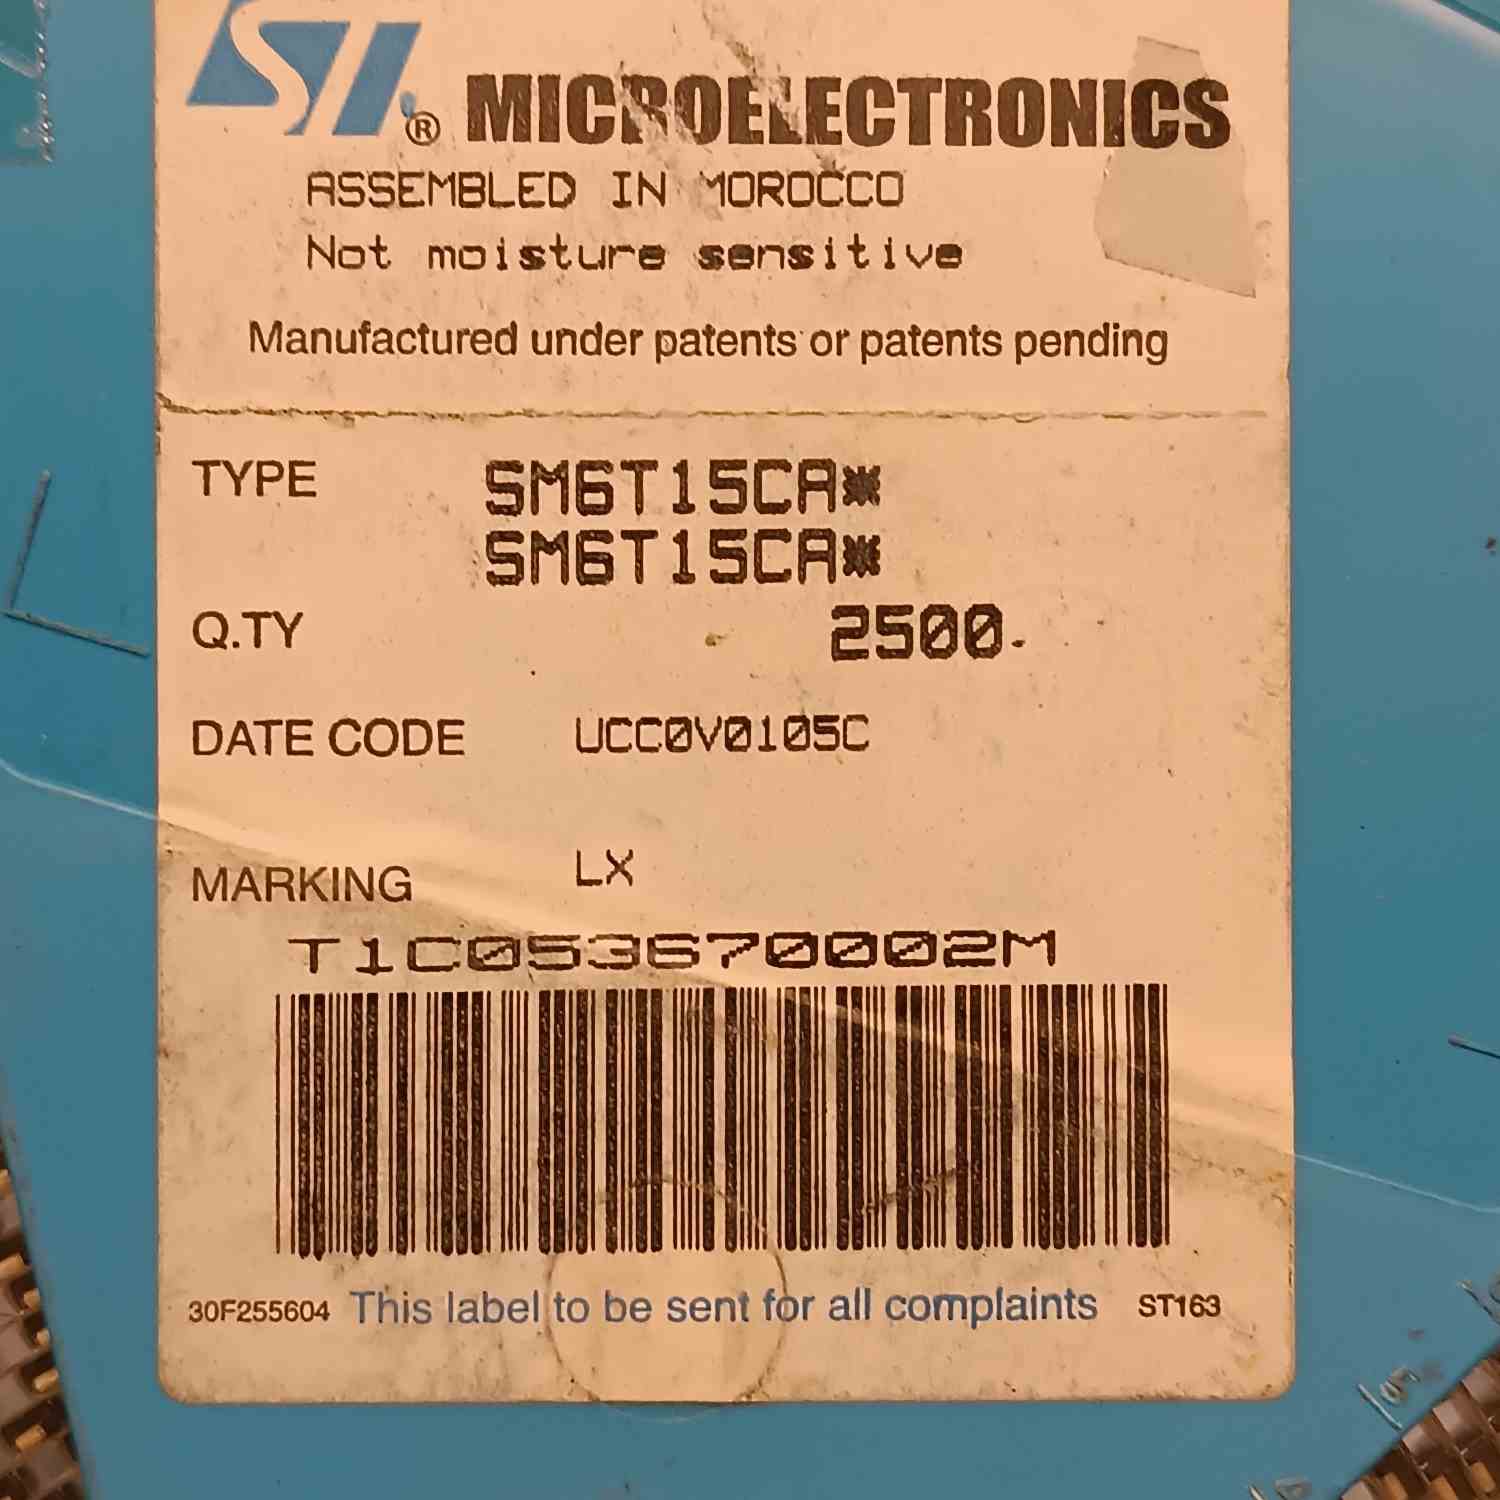 ST® MICROELECTRONICS
ASSEMBLED IN MOROCCO
Not moisture sensitive
Manufactured under patents or patents pending
TYPE SM6T15CA*
SM6T15CA*
Q.TY 2500.
DATE CODE UCC0V0105C
MARKING LX
T1C053670002M
30F255604 This label to be sent for all complaints ST163